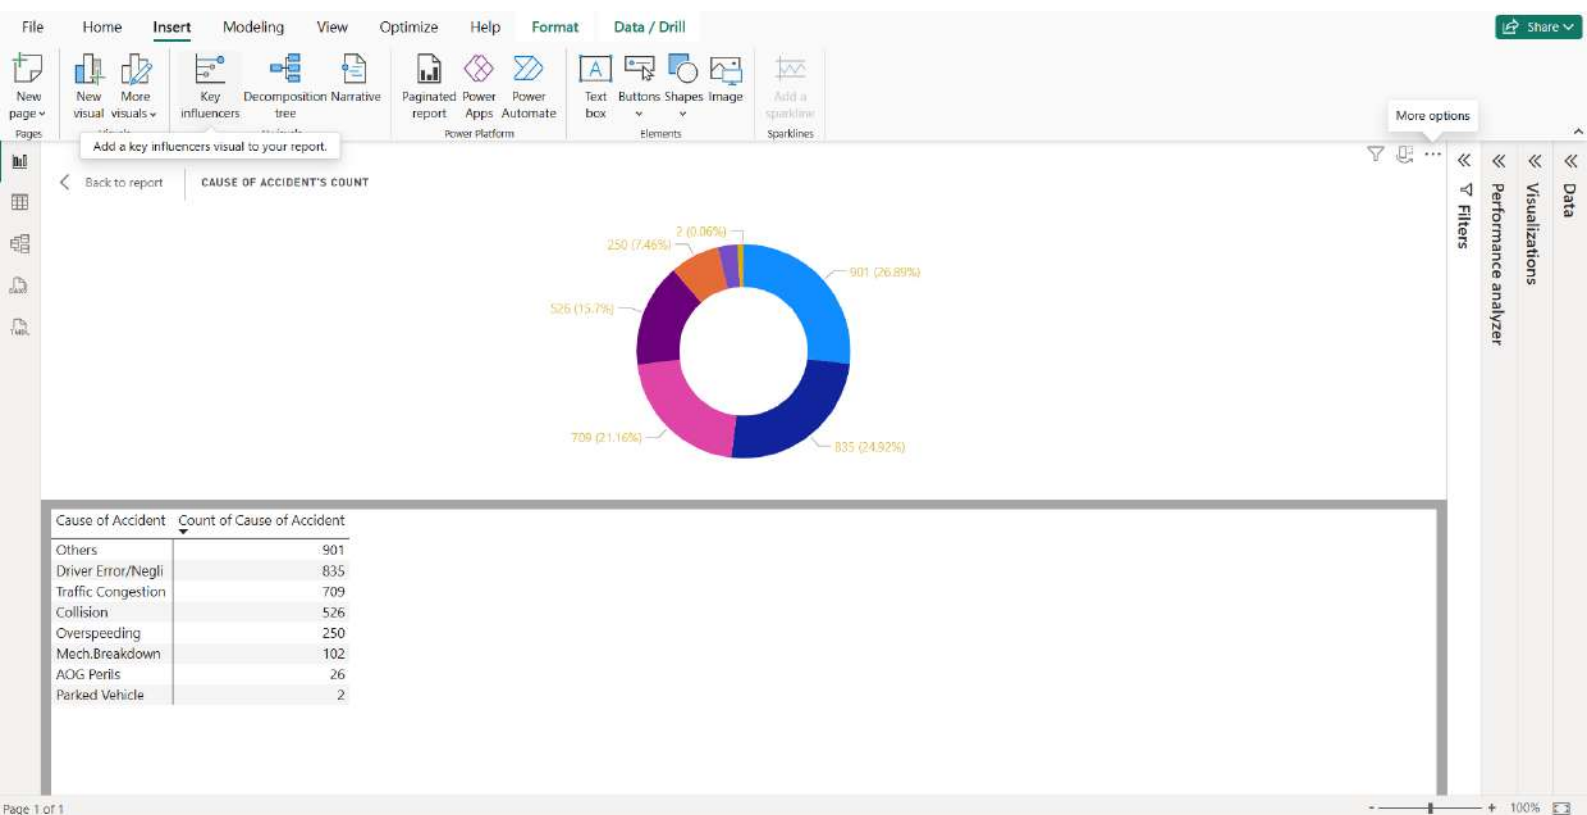 File Home Insert Modeling View Optimize Help Format Data / Drill
Share
New page
New visual
More visuals
Key influencers
Decomposition tree
Narrative
Paginated report
Power Apps
Power Automate
Text box
Buttons
Shapes
Image
Add a sparkline
Pages
Power Platform
Elements
Sparklines
More options
Add a key influencers visual to your report.
Back to report
CAUSE OF ACCIDENT'S COUNT
Filters
Performance analyzer
Visualizations
Data
2 (0.06%)
250 (7.46%)
901 (26.89%)
526 (15.7%)
709 (21.16%)
835 (24.92%)
Cause of Accident Count of Cause of Accident
Others 901
Driver Error/Negli 835
Traffic Congestion 709
Collision 526
Overspeeding 250
Mech.Breakdown 102
AOG Perils 26
Parked Vehicle 2
Page 1 of 1
- + 100%